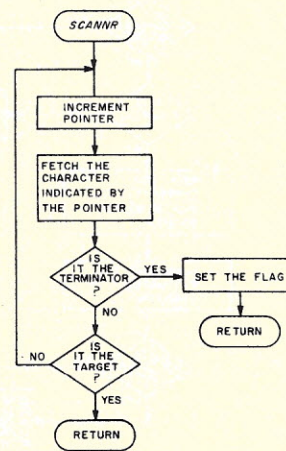 SCANNR
INCREMENT
POINTER
FETCH THE
CHARACTER
INDICATED BY
THE POINTER
IS
IT THE
TERMINATOR
?
YES
SET THE FLAG
RETURN
NO
IS
IT THE
TARGET
?
NO
YES
RETURN